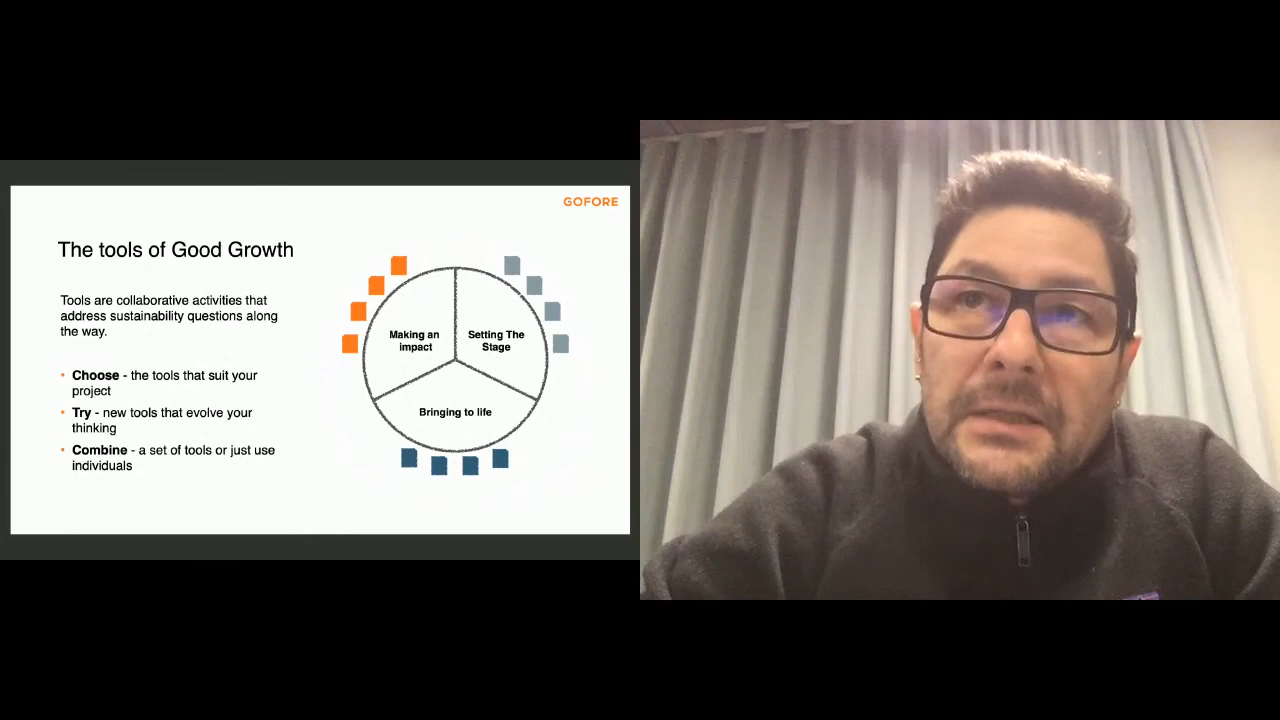 GOFORE
The tools of Good Growth
Tools are collaborative activities that
address sustainability questions along
the way.
• Choose - the tools that suit your
project
• Try - new tools that evolve your
thinking
• Combine - a set of tools or just use
individuals
Making an
impact
Setting The
Stage
Bringing to life